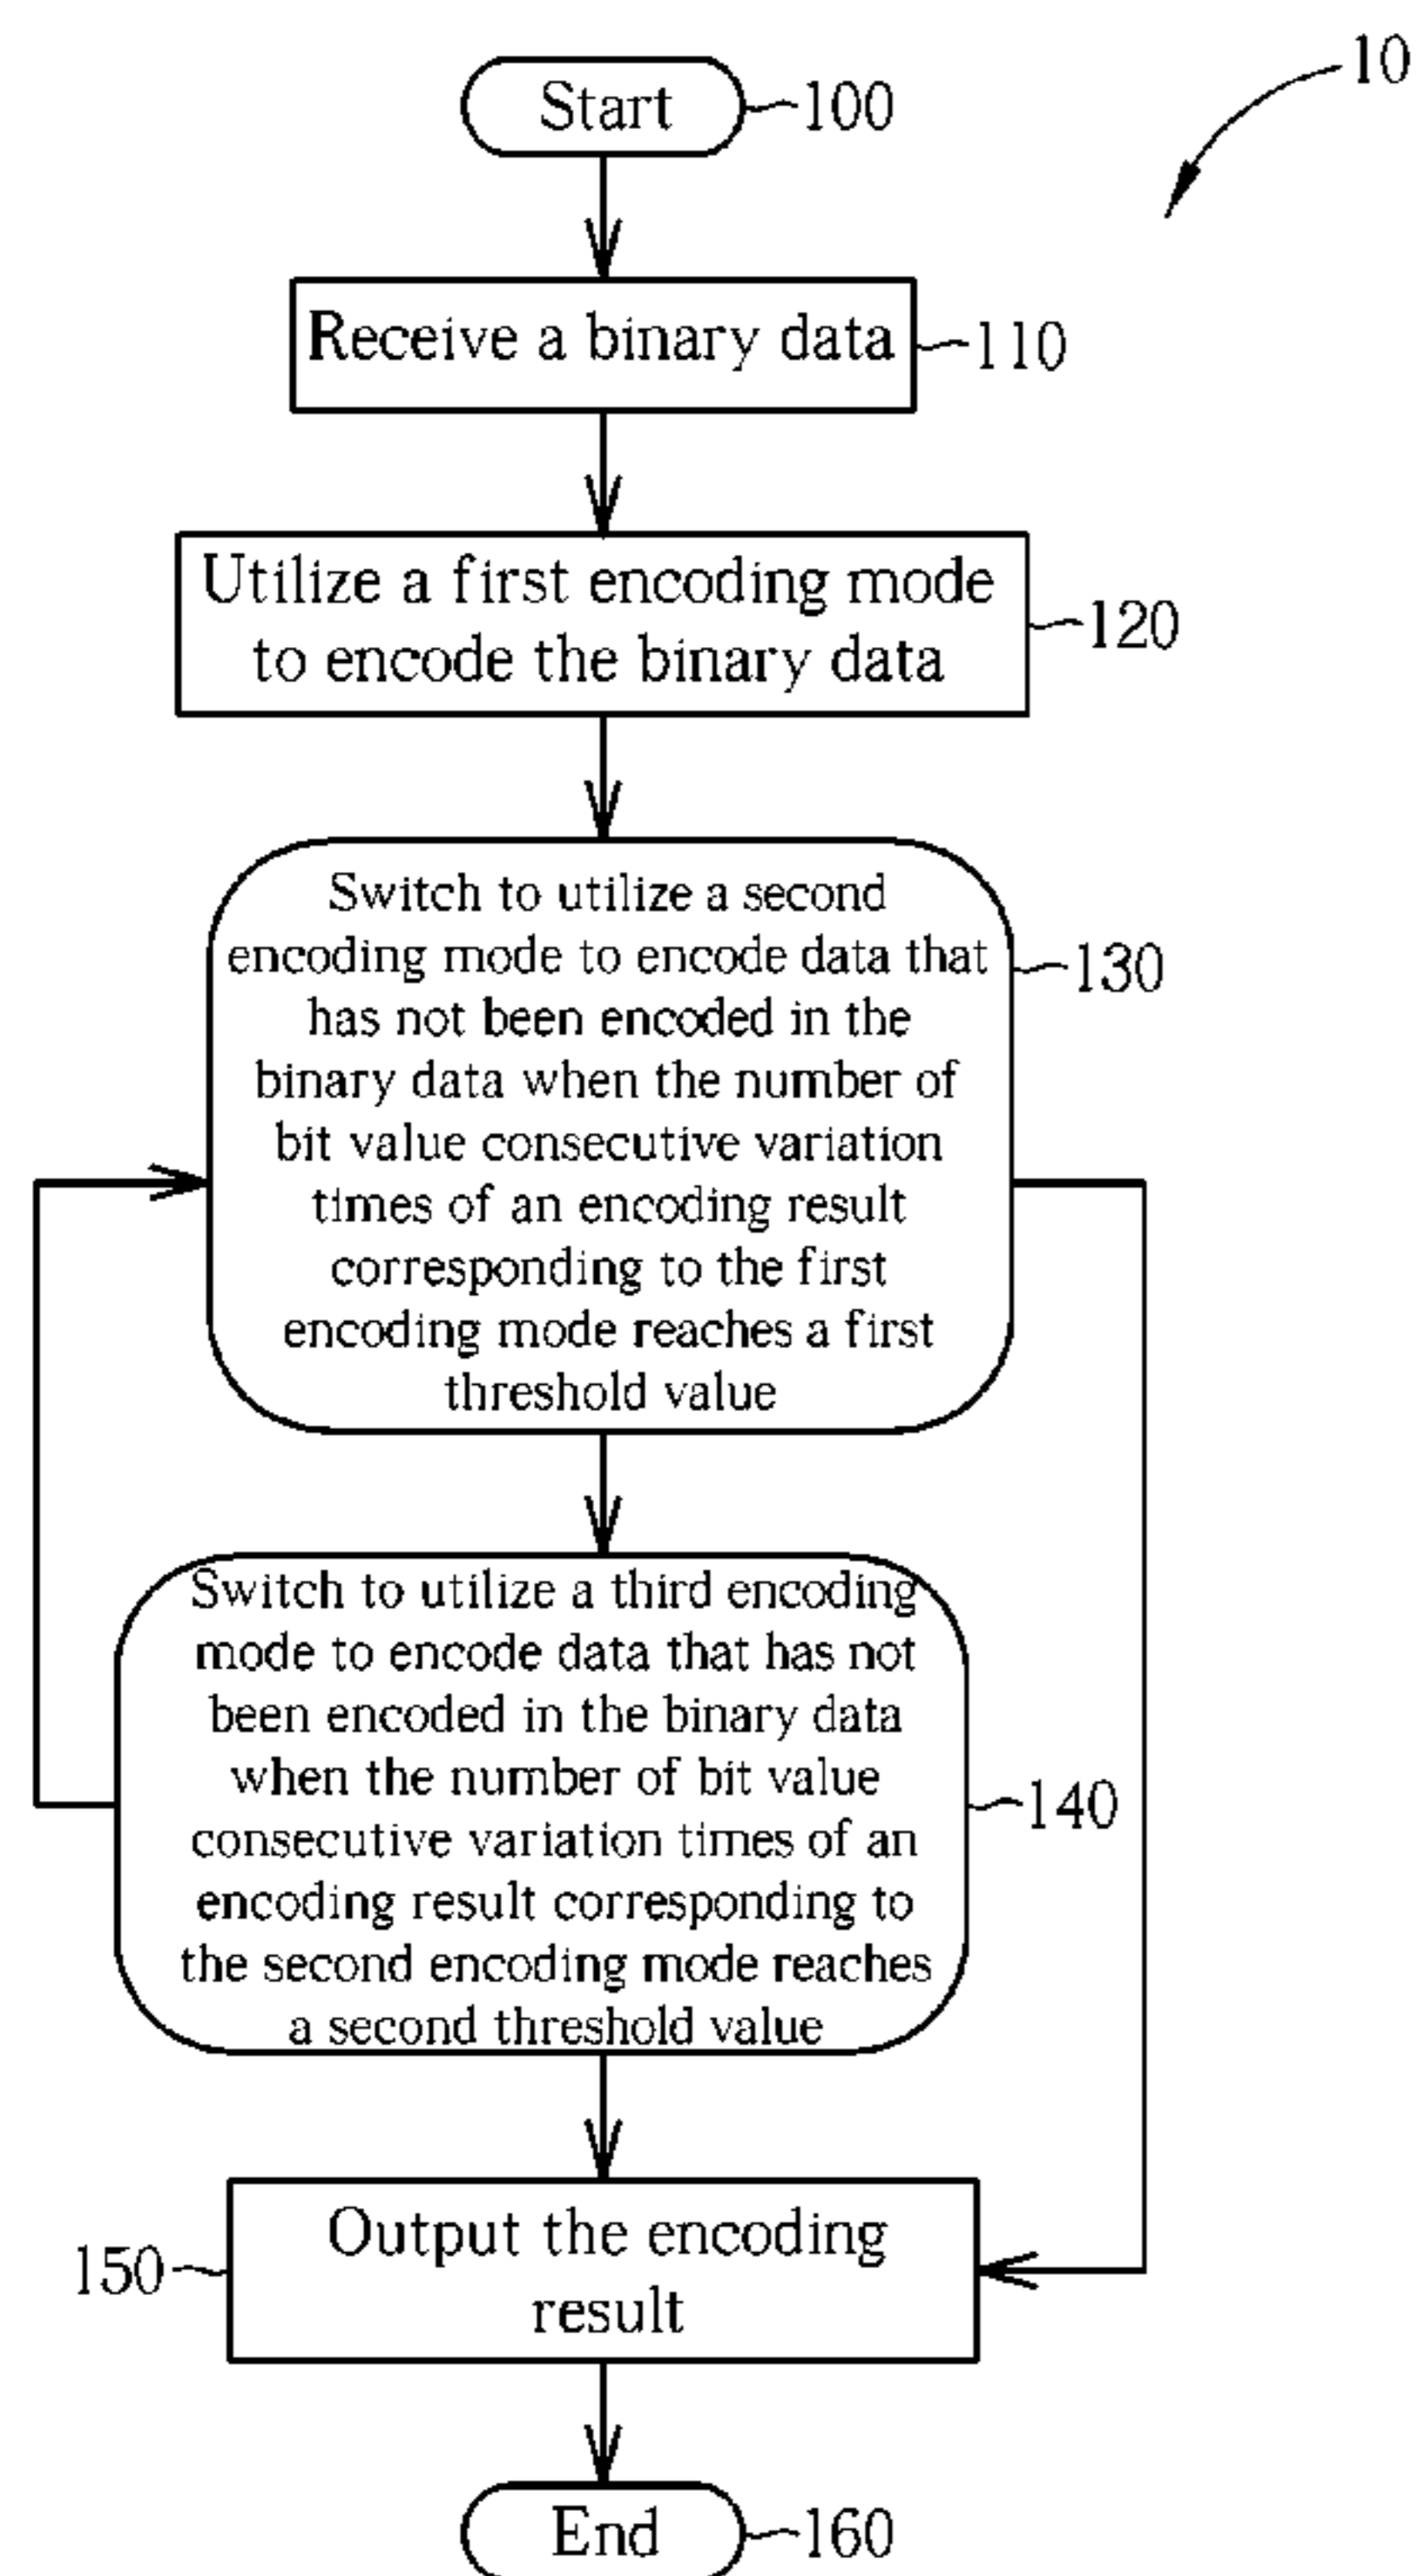 10
Start
100
Receive a binary data
110
Utilize a first encoding mode
to encode the binary data
120
Switch to utilize a second
encoding mode to encode data that
has not been encoded in the
binary data when the number of
bit value consecutive variation
times of an encoding result
corresponding to the first
encoding mode reaches a first
threshold value
130
Switch to utilize a third encoding
mode to encode data that has not
been encoded in the binary data
when the number of bit value
consecutive variation times of an
encoding result corresponding to
the second encoding mode reaches
a second threshold value
140
Output the encoding
result
150
End
160